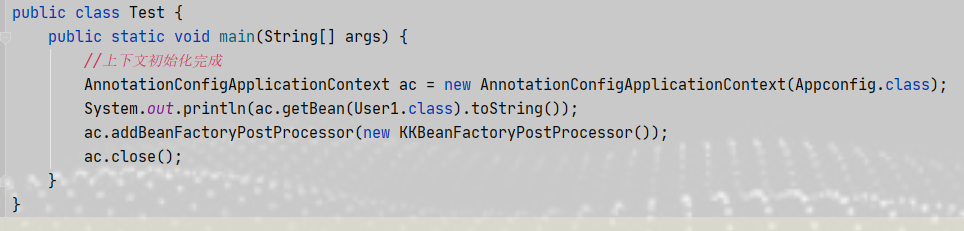 public class Test {
public static void main(String[] args) {
//上下文初始化完成
AnnotationConfigApplicationContext ac = new AnnotationConfigApplicationContext(Appconfig.class);
System.out.println(ac.getBean(User1.class).toString());
ac.addBeanFactoryPostProcessor(new KKBeanFactoryPostProcessor());
ac.close();
}
}